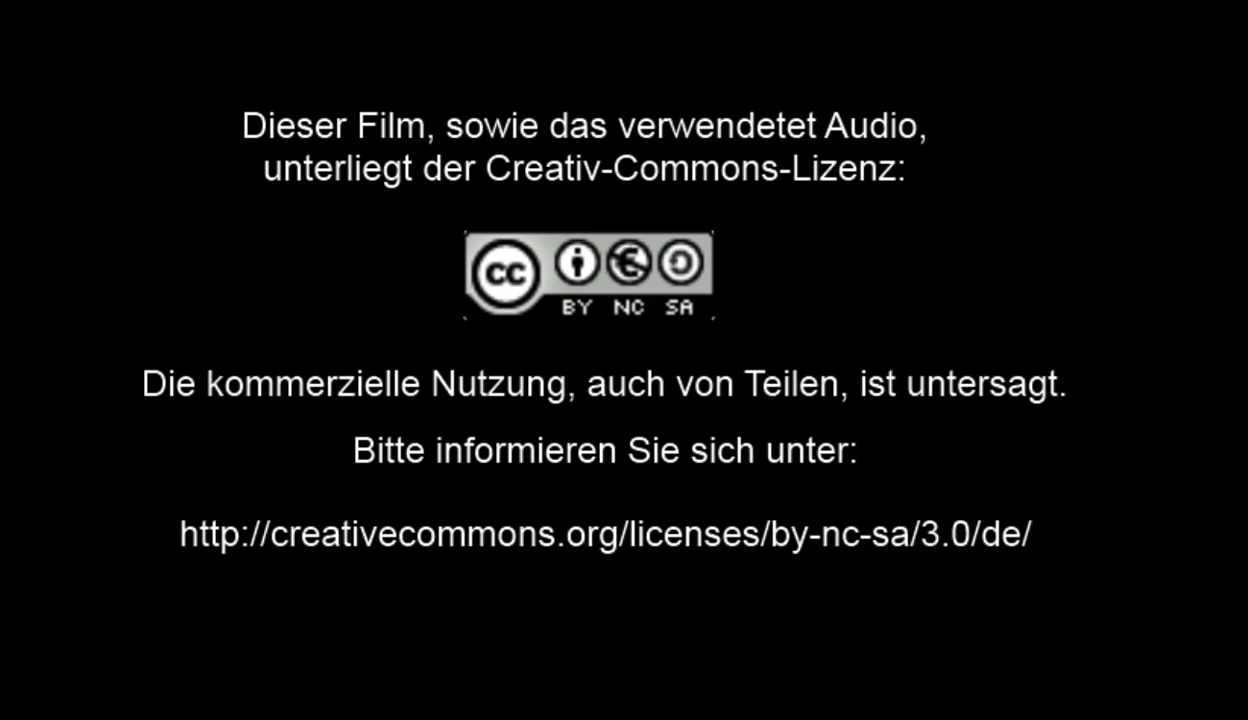 Dieser Film, sowie das verwendetet Audio,
unterliegt der Creativ-Commons-Lizenz:
cc
BY NC SA
Die kommerzielle Nutzung, auch von Teilen, ist untersagt.
Bitte informieren Sie sich unter:
http://creativecommons.org/licenses/by-nc-sa/3.0/de/